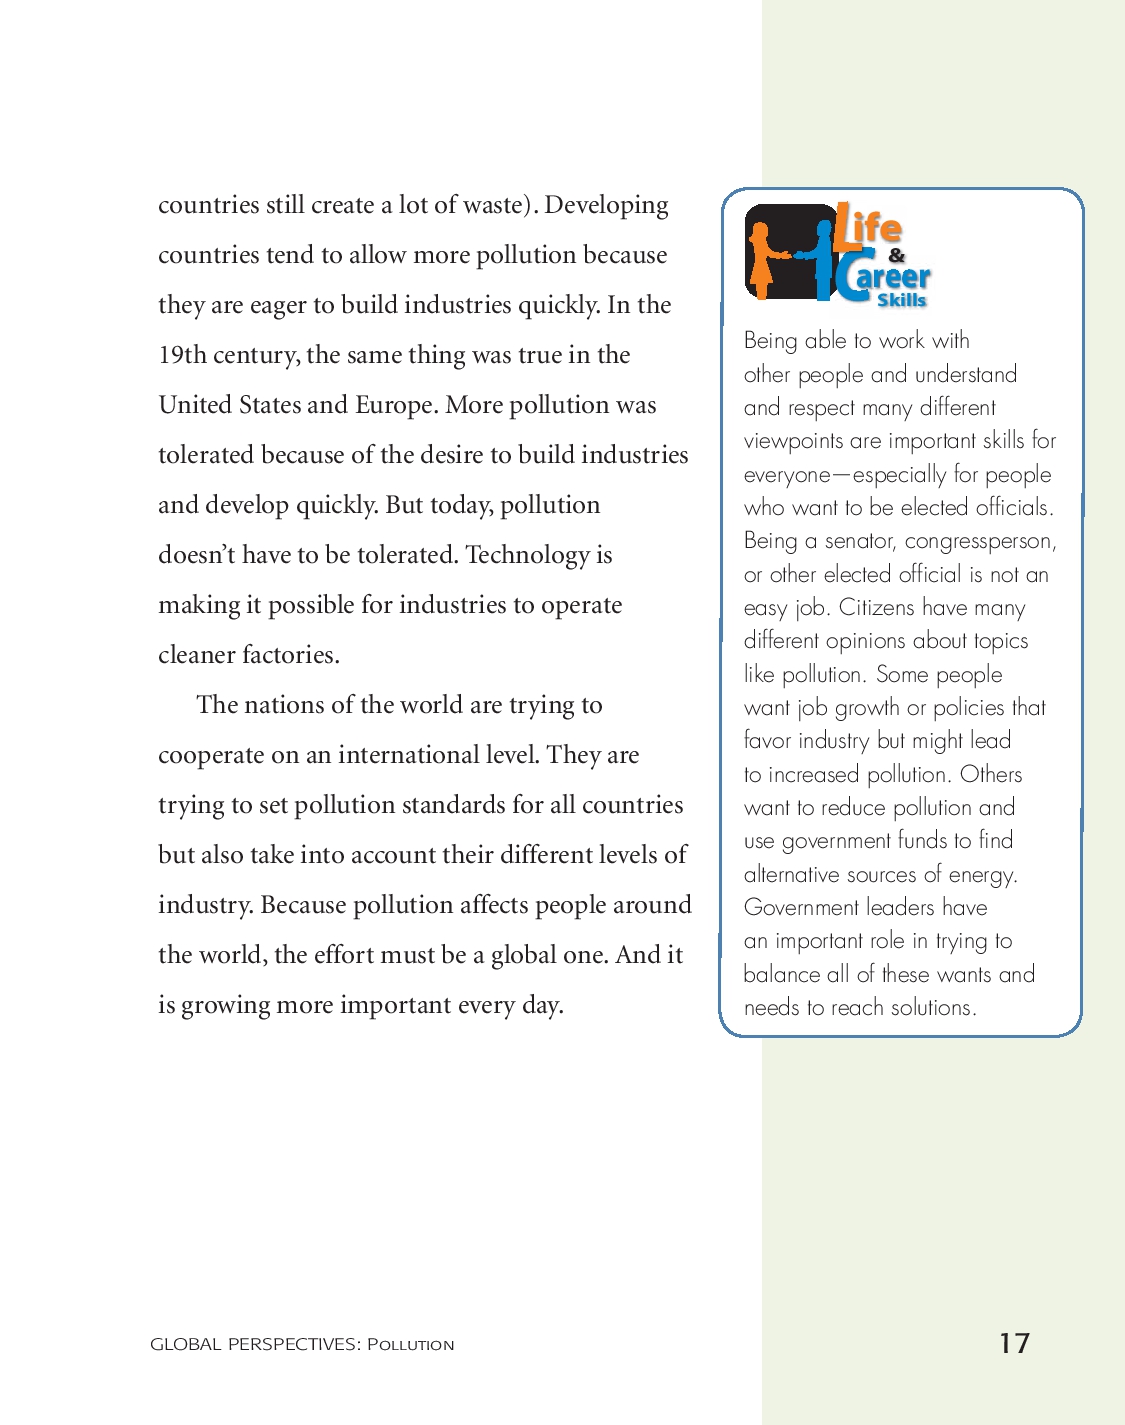 countries still create a lot of waste). Developing
countries tend to allow more pollution because
they are eager to build industries quickly. In the
19th century, the same thing was true in the
United States and Europe. More pollution was
tolerated because of the desire to build industries
and develop quickly. But today, pollution
doesn’t have to be tolerated. Technology is
making it possible for industries to operate
cleaner factories.
The nations of the world are trying to
cooperate on an international level. They are
trying to set pollution standards for all countries
but also take into account their different levels of
industry. Because pollution affects people around
the world, the effort must be a global one. And it
is growing more important every day.
Life
&
Career
Skills
Being able to work with
other people and understand
and respect many different
viewpoints are important skills for
everyone—especially for people
who want to be elected officials.
Being a senator, congressperson,
or other elected official is not an
easy job. Citizens have many
different opinions about topics
like pollution. Some people
want job growth or policies that
favor industry but might lead
to increased pollution. Others
want to reduce pollution and
use government funds to find
alternative sources of energy.
Government leaders have
an important role in trying to
balance all of these wants and
needs to reach solutions.
GLOBAL PERSPECTIVES: POLLUTION
17